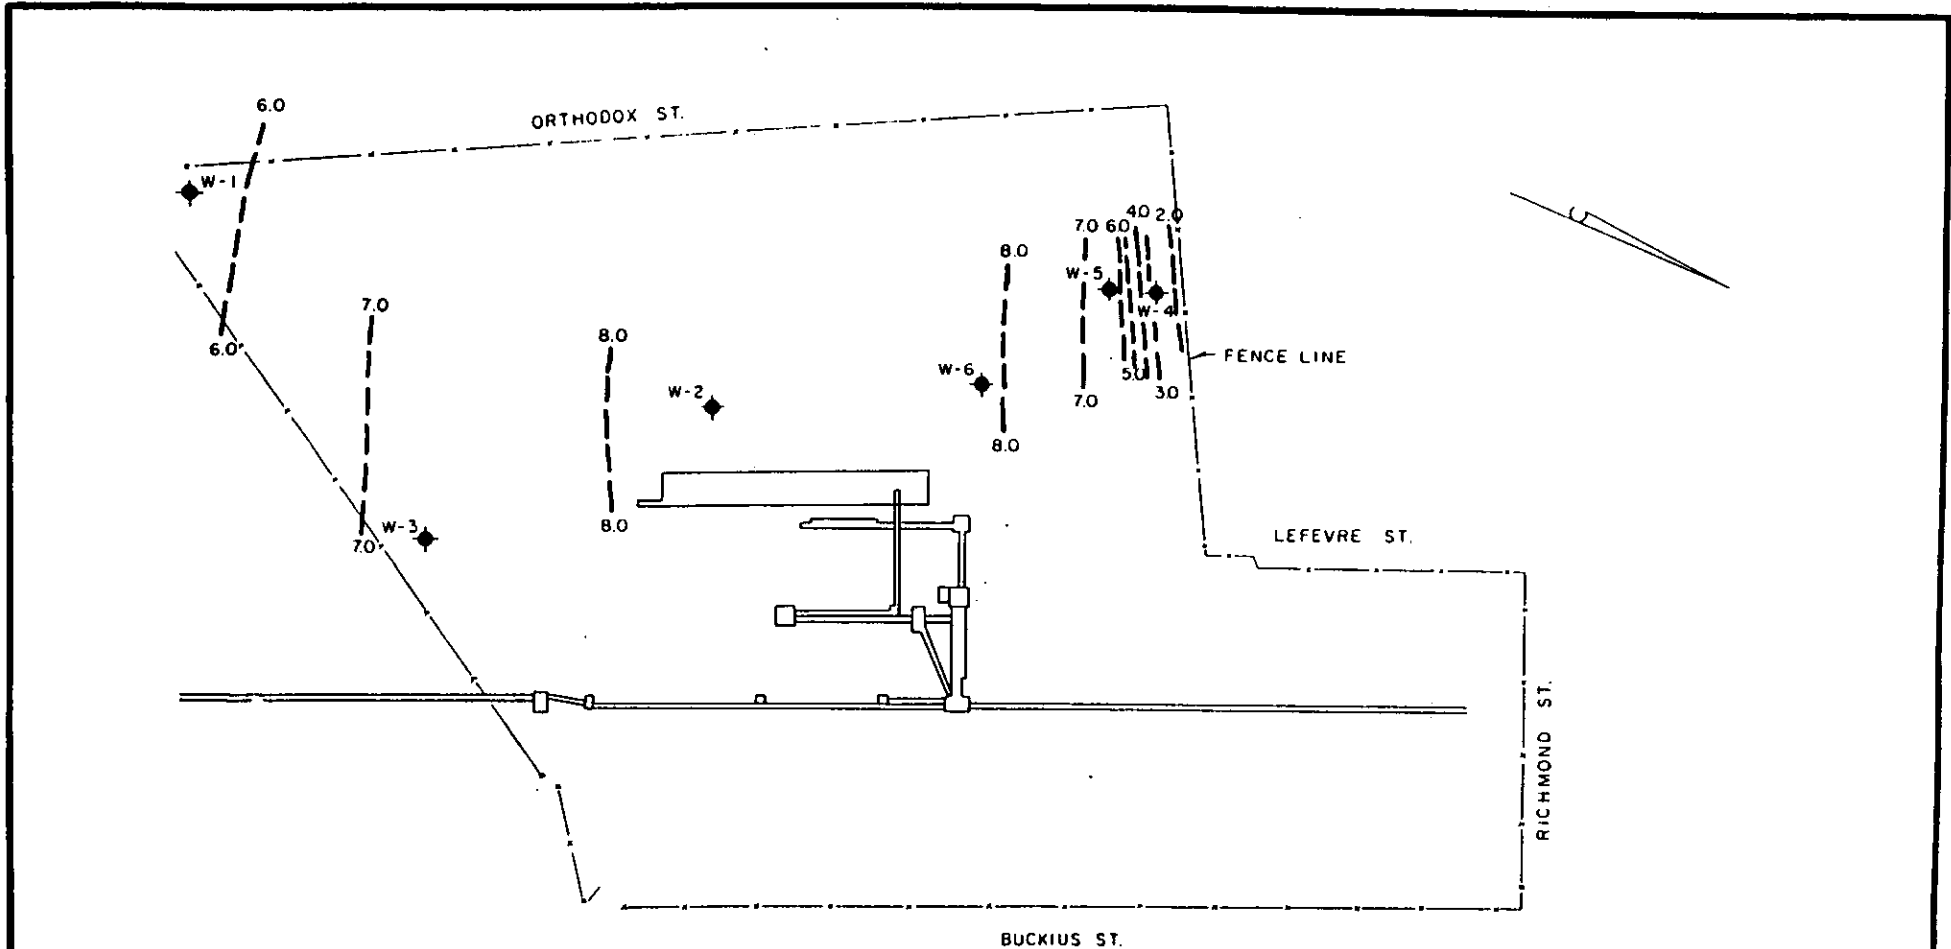 6.0
ORTHODOX ST.
W-1
4.0 2.0
7.0 6.0
8.0
W-5
7.0
W-4
8.0
6.0
FENCE LINE
W-6
5.0
W-2
3.0
7.0
8.0
8.0
W-3
LEFEVRE ST.
7.0
RICHMOND ST.
BUCKIUS ST.